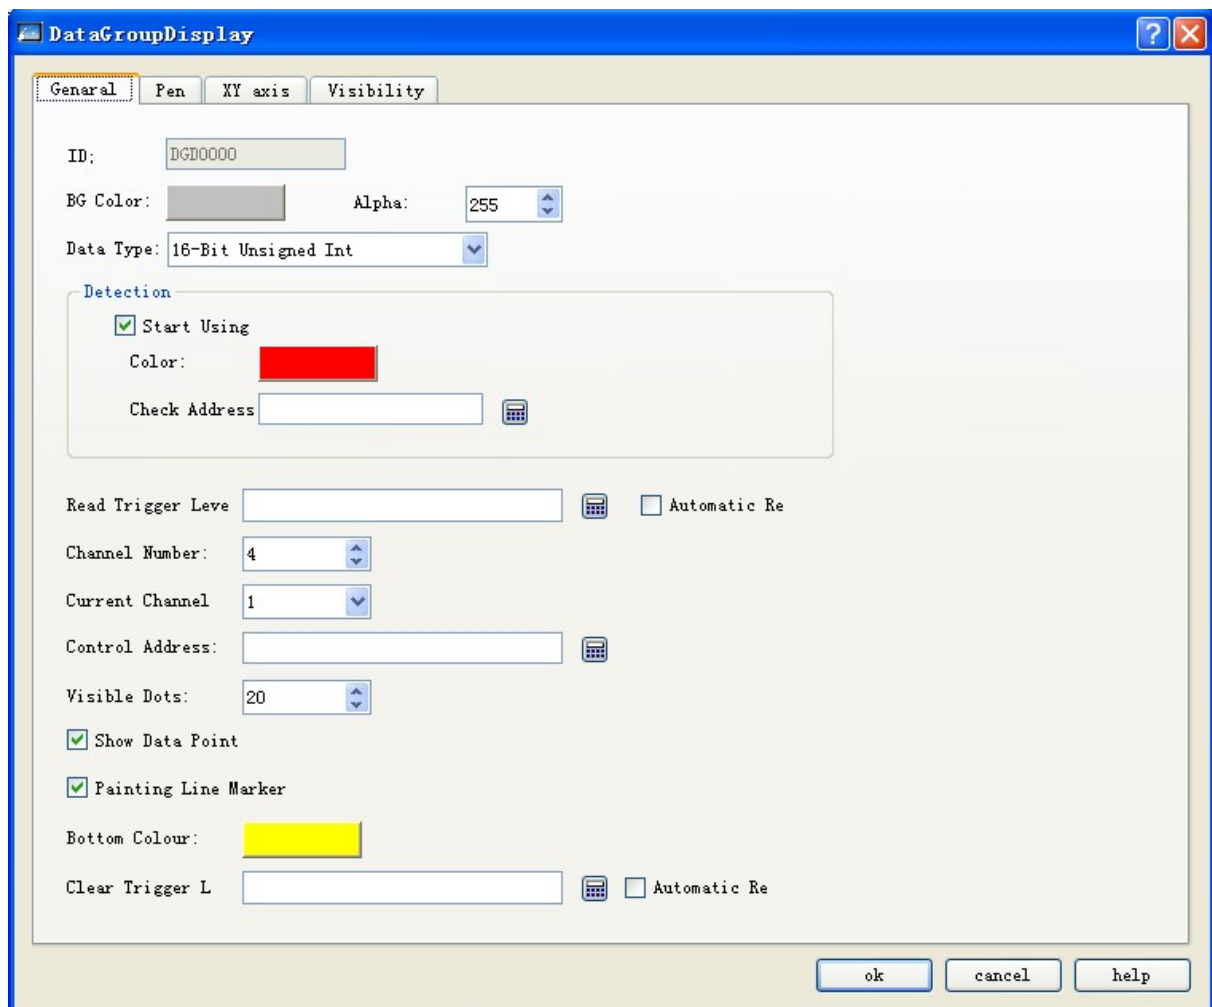 DataGroupDisplay
Genaral Pen XY axis Visibility
ID: DGD0000
BG Color: Alpha: 255
Data Type: 16-Bit Unsigned Int
Detection
Start Using
Color:
Check Address
Read Trigger Leve Automatic Re
Channel Number: 4
Current Channel 1
Control Address:
Visible Dots: 20
Show Data Point
Painting Line Marker
Bottom Colour:
Clear Trigger L Automatic Re
ok cancel help